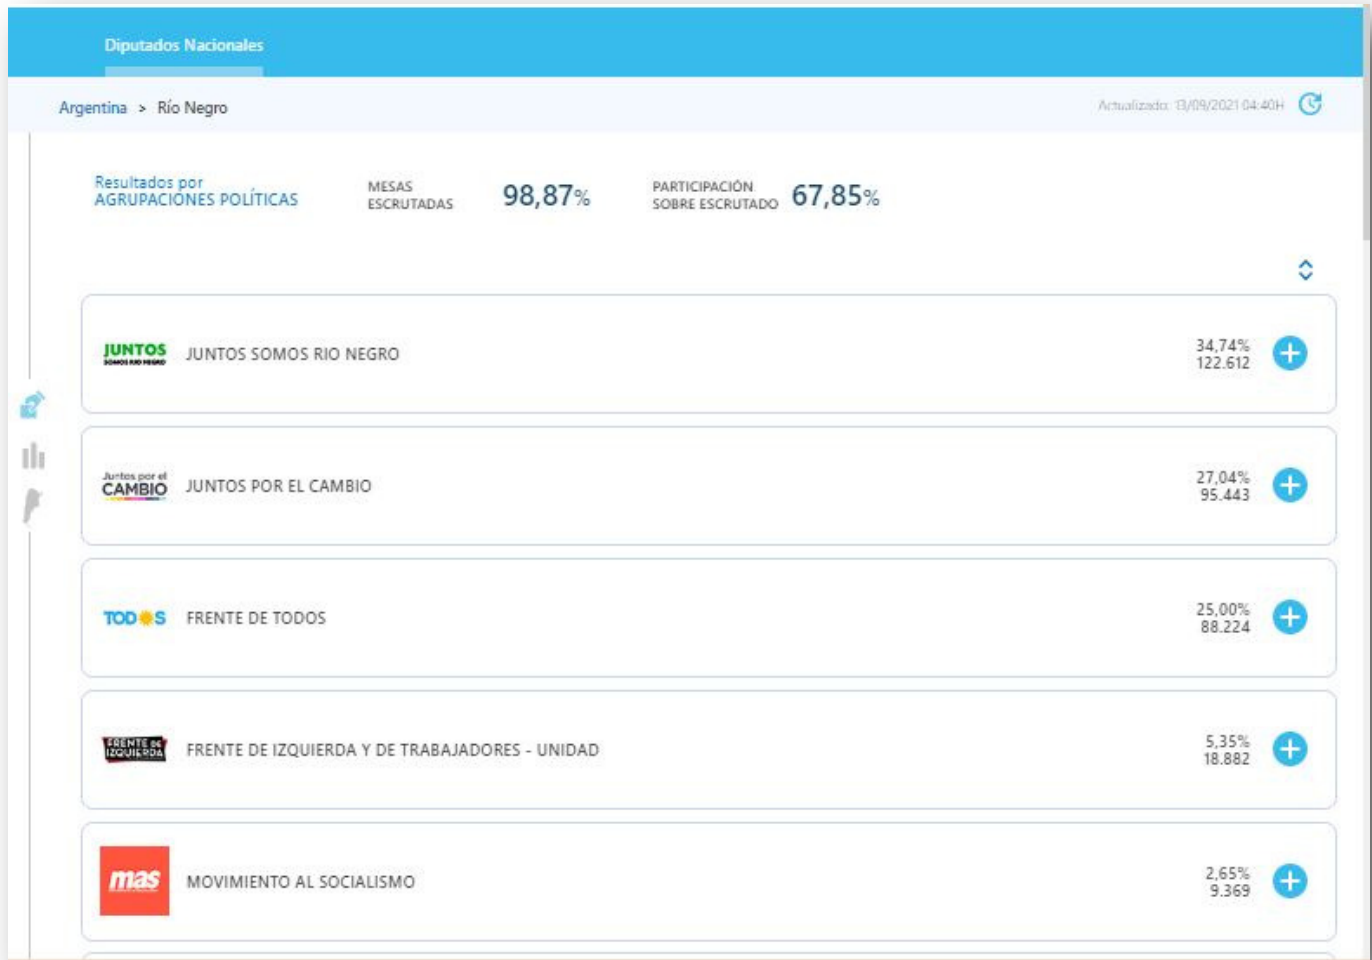 Diputados Nacionales
Argentina > Río Negro
Actualizado: 13/09/2021 04:40H
Resultados por
AGRUPACIONES POLÍTICAS
MESAS
ESCRUTADAS
98,87%
PARTICIPACIÓN
SOBRE ESCRUTADO
67,85%
JUNTOS
SOMOS RIO NEGRO
JUNTOS SOMOS RIO NEGRO
34,74%
122.612
Juntos por el
CAMBIO
JUNTOS POR EL CAMBIO
27,04%
95.443
TODOS
FRENTE DE TODOS
25,00%
88.224
FRENTE DE
IZQUIERDA
FRENTE DE IZQUIERDA Y DE TRABAJADORES - UNIDAD
5,35%
18.882
mas
MOVIMIENTO AL SOCIALISMO
2,65%
9.369